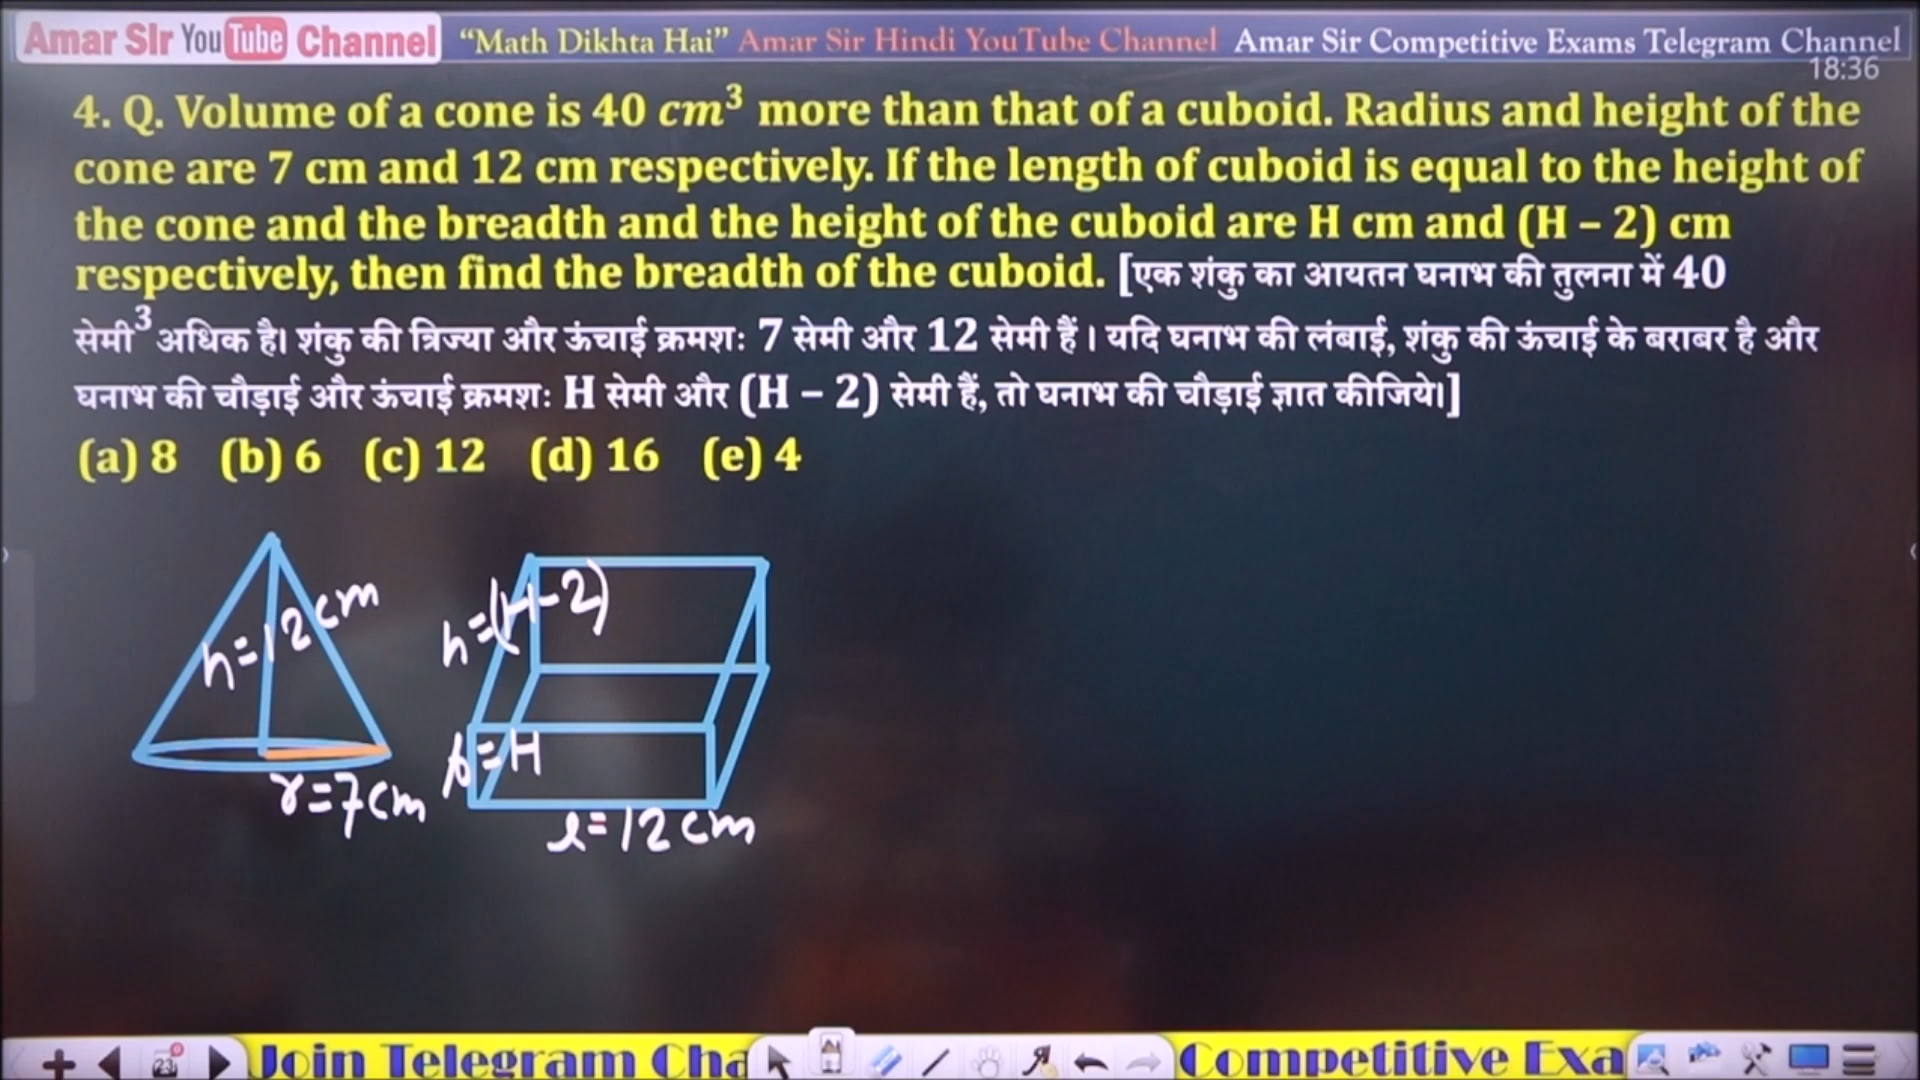 Amar SIr YouTube Channel "Math Dikhta Hai" Amar Sir Hindi YouTube Channel Amar Sir Competitive Exams Telegram Channel
18:36
4. Q. Volume of a cone is 40 cm³ more than that of a cuboid. Radius and height of the
cone are 7 cm and 12 cm respectively. If the length of cuboid is equal to the height of
the cone and the breadth and the height of the cuboid are H cm and (H – 2) cm
respectively, then find the breadth of the cuboid. [एक शंकु का आयतन घनाभ की तुलना में 40
सेमी³ अधिक है। शंकु की त्रिज्या और ऊंचाई क्रमशः 7 सेमी और 12 सेमी हैं । यदि घनाभ की लंबाई, शंकु की ऊंचाई के बराबर है और
घनाभ की चौड़ाई और ऊंचाई क्रमशः H सेमी और (H – 2) सेमी हैं, तो घनाभ की चौड़ाई ज्ञात कीजिये।]
(a) 8 (b) 6 (c) 12 (d) 16 (e) 4
h=12cm
h=(H-2)
b=H
r=7cm
l=12cm
23
Join Telegram Cha
Competitive Exa